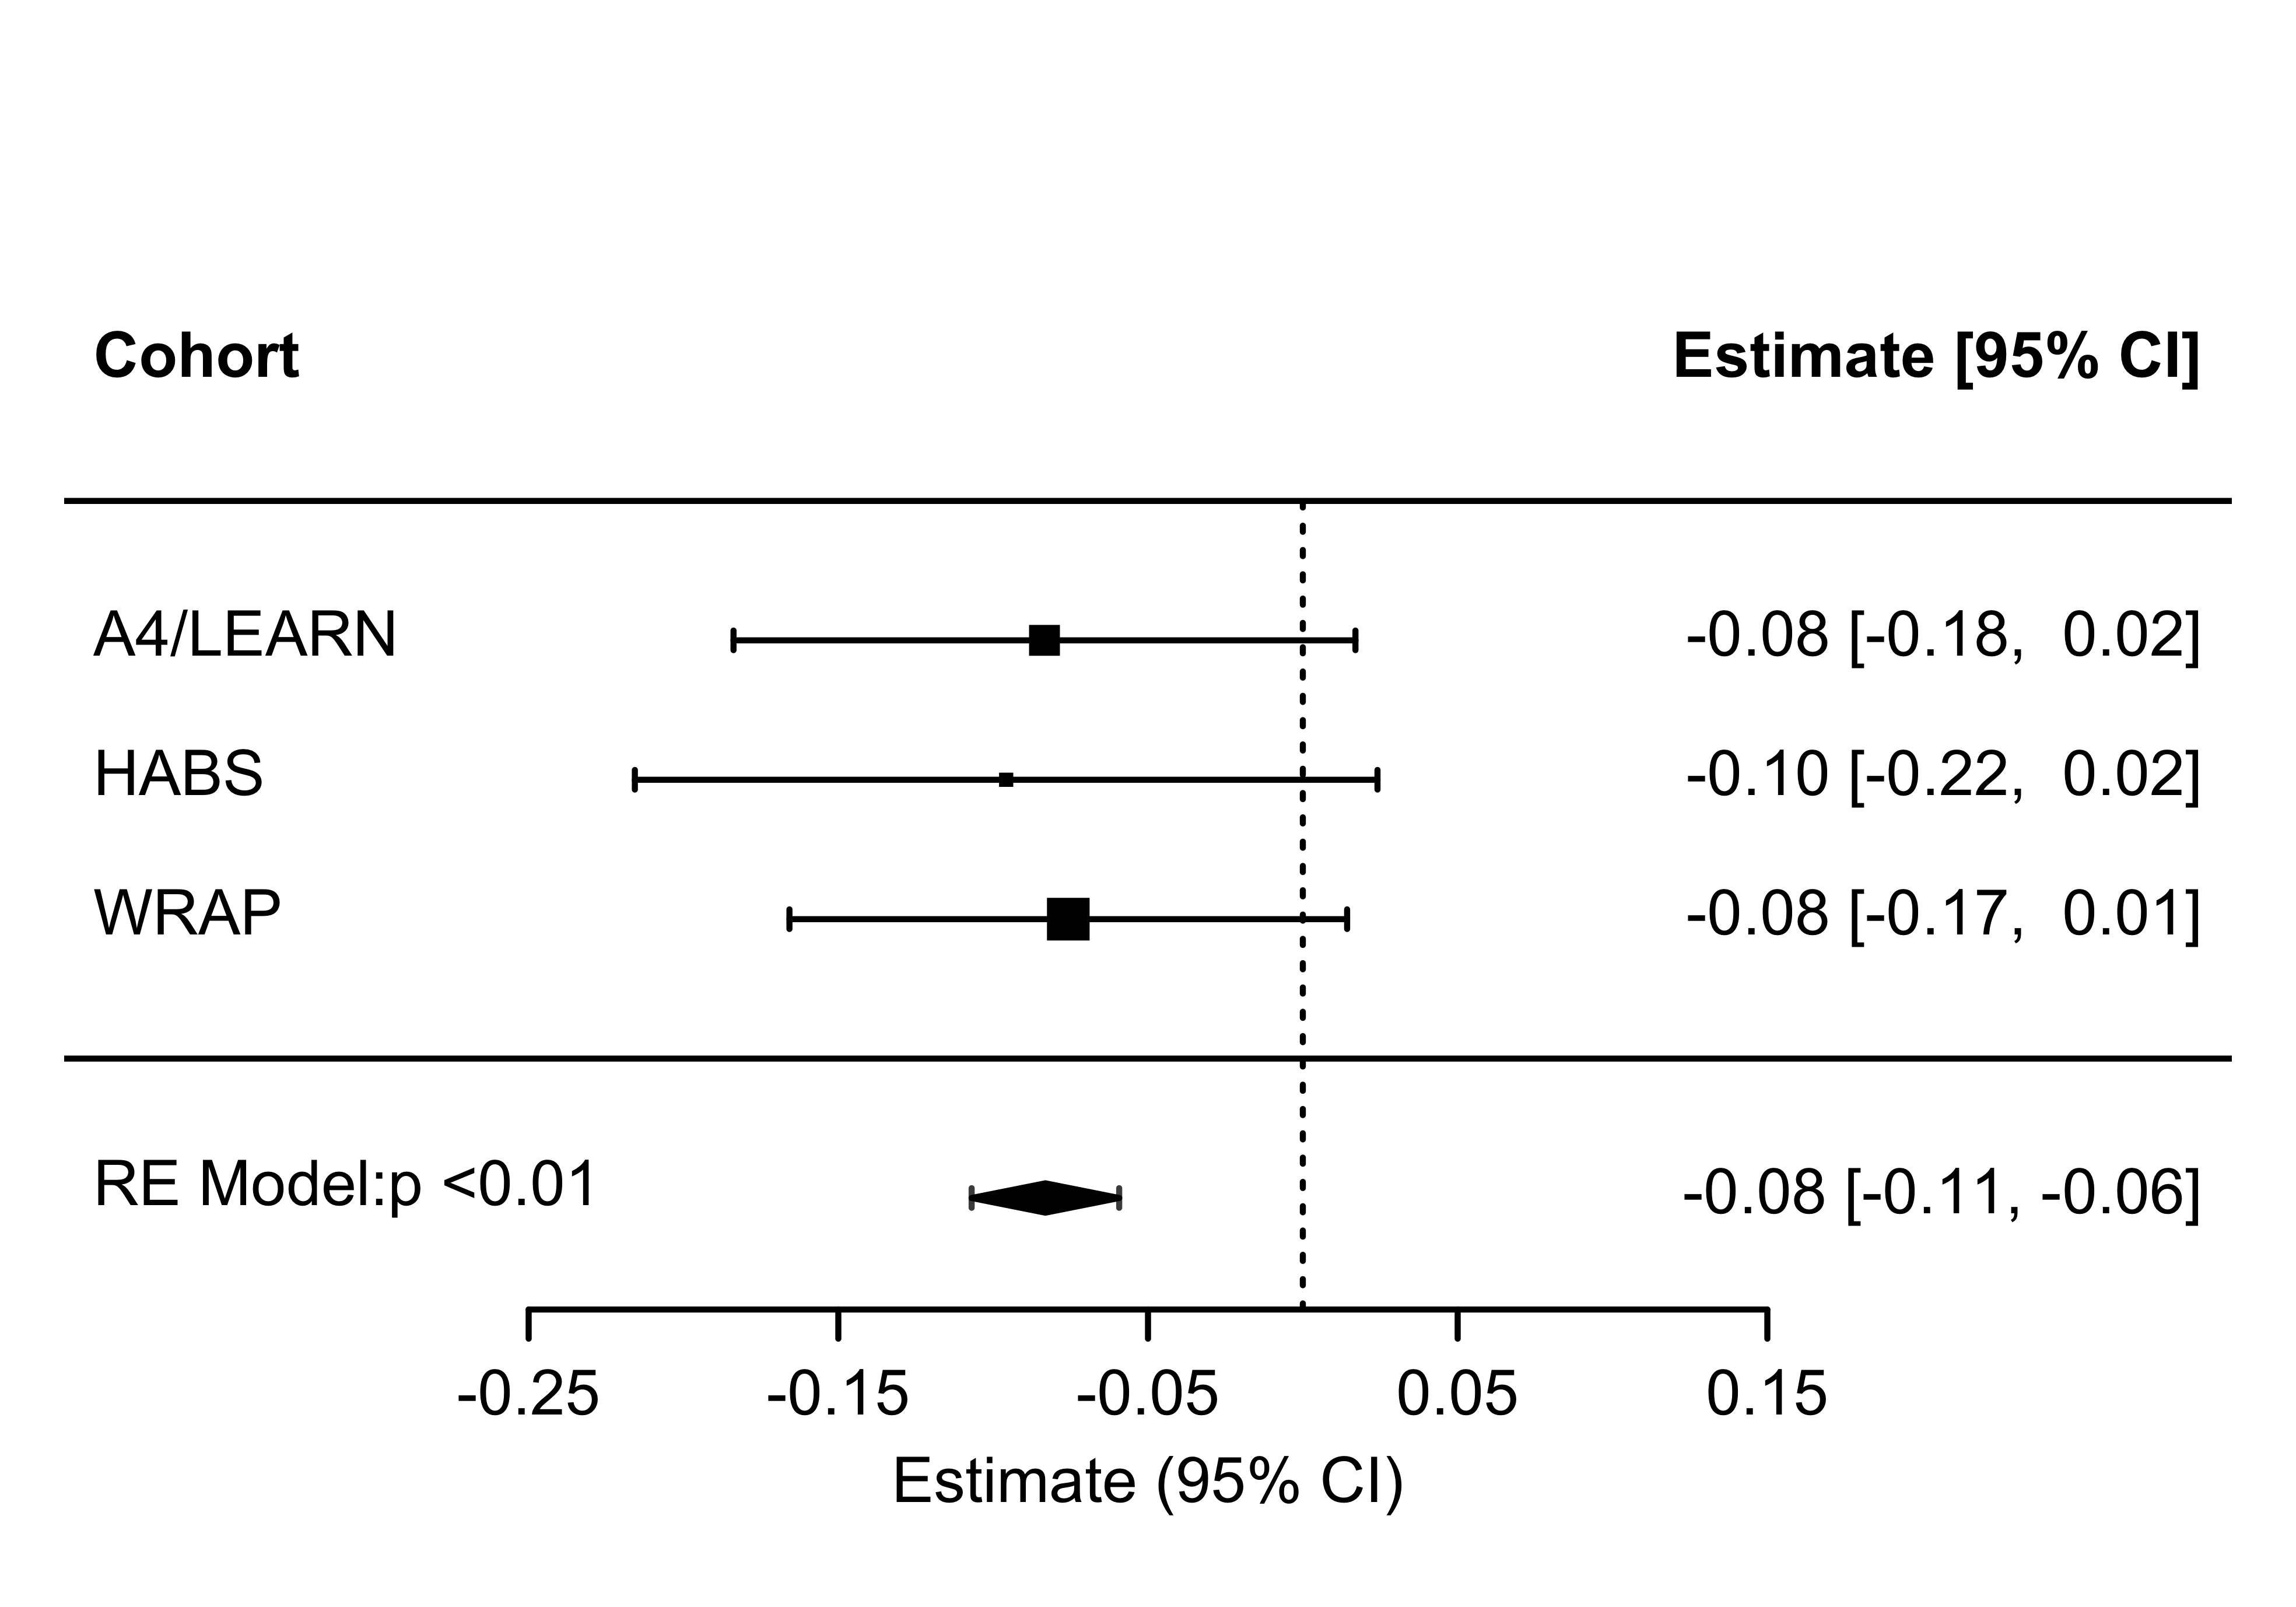 Cohort Estimate [95% CI]
A4/LEARN -0.08 [-0.18, 0.02]
HABS -0.10 [-0.22, 0.02]
WRAP -0.08 [-0.17, 0.01]
RE Model:p <0.01 -0.08 [-0.11, -0.06]
-0.25 -0.15 -0.05 0.05 0.15
Estimate (95% CI)